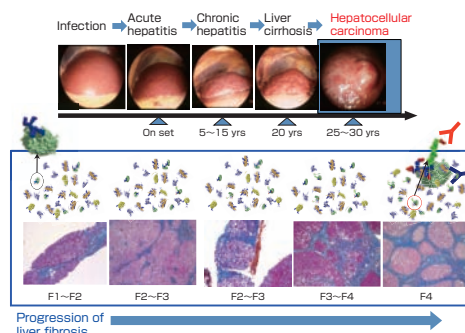 Infection
Acute
hepatitis
Chronic
hepatitis
Liver
cirrhosis
Hepatocellular
carcinoma
On set
5~15 yrs
20 yrs
25~30 yrs
F1~F2
F2~F3
F2~F3
F3~F4
F4
Progression of
liver fibrosis